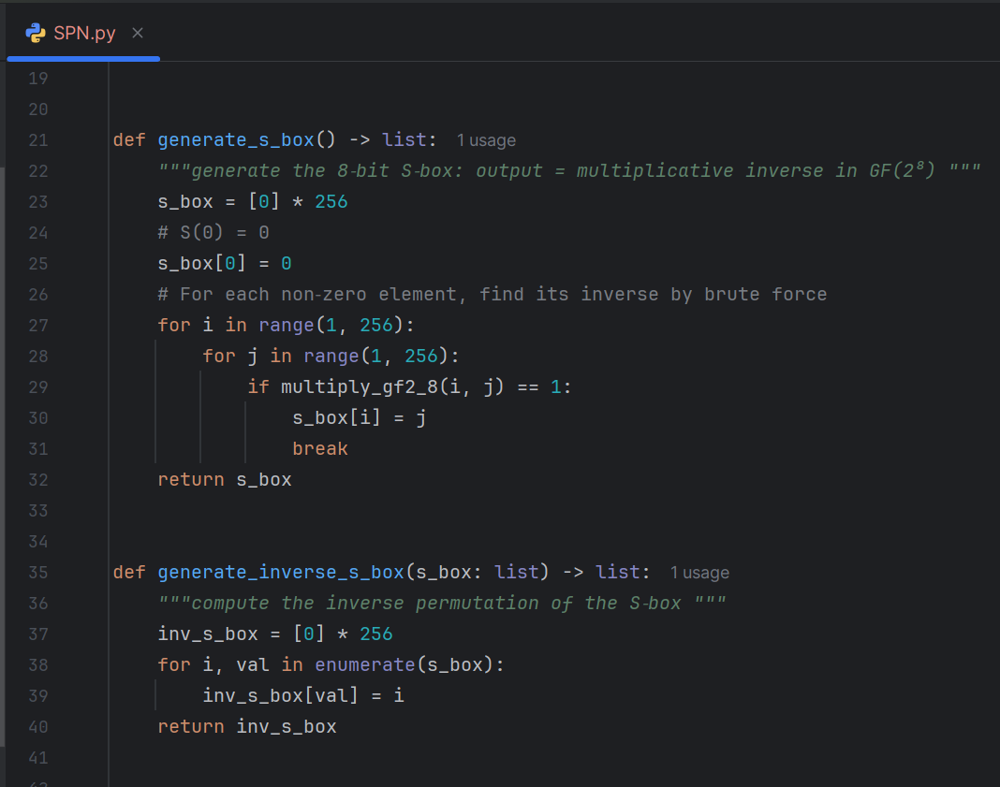 SPN.py ×
19
20
21 def generate_s_box() -> list: 1 usage
22     """generate the 8-bit S-box: output = multiplicative inverse in GF(2⁸) """
23     s_box = [0] * 256
24     # S(0) = 0
25     s_box[0] = 0
26     # For each non-zero element, find its inverse by brute force
27     for i in range(1, 256):
28         for j in range(1, 256):
29             if multiply_gf2_8(i, j) == 1:
30                 s_box[i] = j
31                 break
32     return s_box
33
34
35 def generate_inverse_s_box(s_box: list) -> list: 1 usage
36     """compute the inverse permutation of the S-box """
37     inv_s_box = [0] * 256
38     for i, val in enumerate(s_box):
39         inv_s_box[val] = i
40     return inv_s_box
41